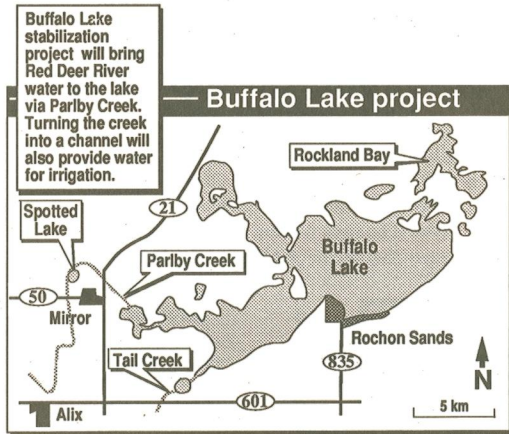 Buffalo Lake
stabilization
project will bring
Red Deer River
water to the lake
via Parlby Creek.
Turning the creek
into a channel will
also provide water
for irrigation.
Buffalo Lake project
Rockland Bay
Spotted
Lake
21
Parlby Creek
Buffalo
Lake
50
Mirror
Rochon Sands
Tail Creek
835
N
601
5 km
Alix